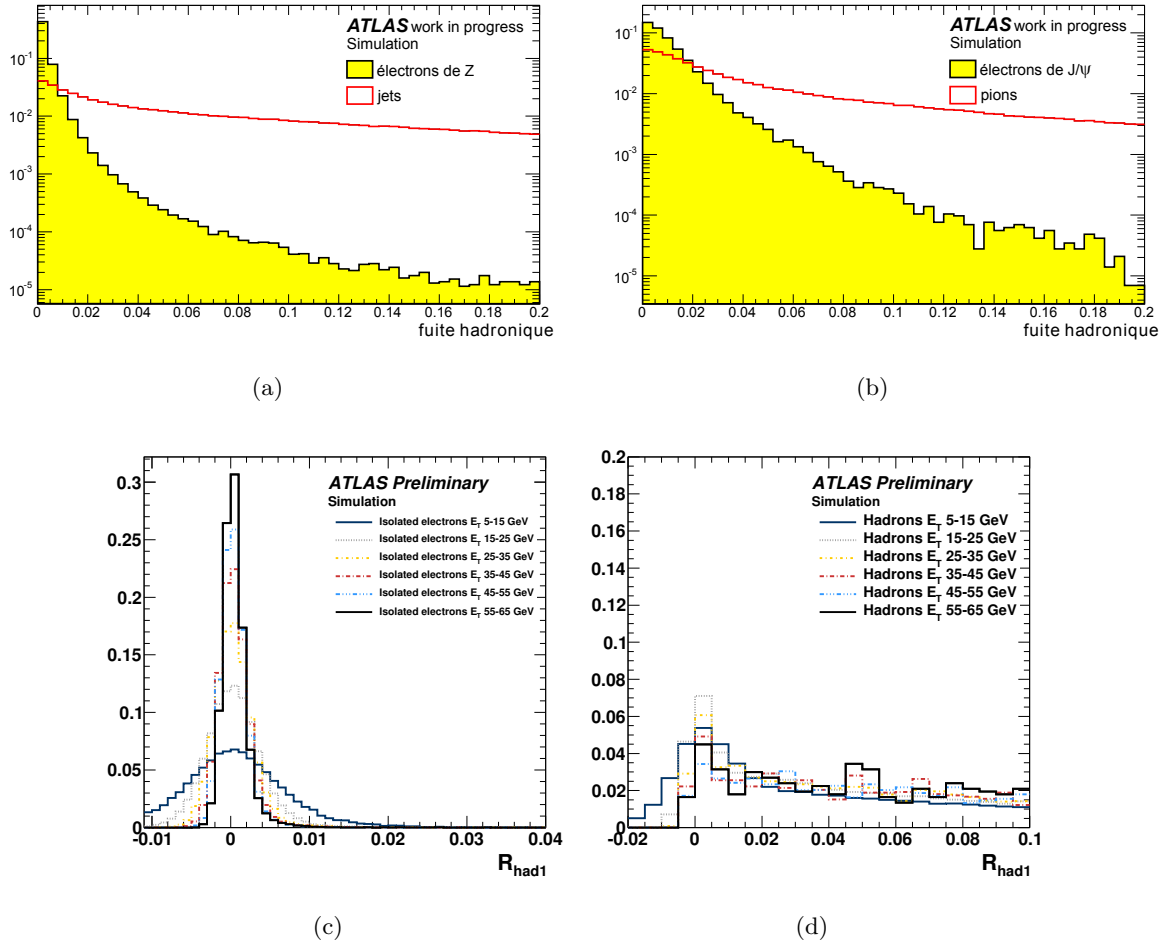 ATLAS work in progress
Simulation
électrons de Z
jets
10^-1
10^-2
10^-3
10^-4
10^-5
0 0.02 0.04 0.06 0.08 0.1 0.12 0.14 0.16 0.18 0.2
fuite hadronique
(a)
ATLAS work in progress
Simulation
électrons de J/ψ
pions
10^-1
10^-2
10^-3
10^-4
10^-5
0 0.02 0.04 0.06 0.08 0.1 0.12 0.14 0.16 0.18 0.2
fuite hadronique
(b)
ATLAS Preliminary
Simulation
Isolated electrons E_T 5-15 GeV
Isolated electrons E_T 15-25 GeV
Isolated electrons E_T 25-35 GeV
Isolated electrons E_T 35-45 GeV
Isolated electrons E_T 45-55 GeV
Isolated electrons E_T 55-65 GeV
0.3
0.25
0.2
0.15
0.1
0.05
0
-0.01 0 0.01 0.02 0.03 0.04
R_had1
(c)
ATLAS Preliminary
Simulation
Hadrons E_T 5-15 GeV
Hadrons E_T 15-25 GeV
Hadrons E_T 25-35 GeV
Hadrons E_T 35-45 GeV
Hadrons E_T 45-55 GeV
Hadrons E_T 55-65 GeV
0.2
0.18
0.16
0.14
0.12
0.1
0.08
0.06
0.04
0.02
0
-0.02 0 0.02 0.04 0.06 0.08 0.1
R_had1
(d)